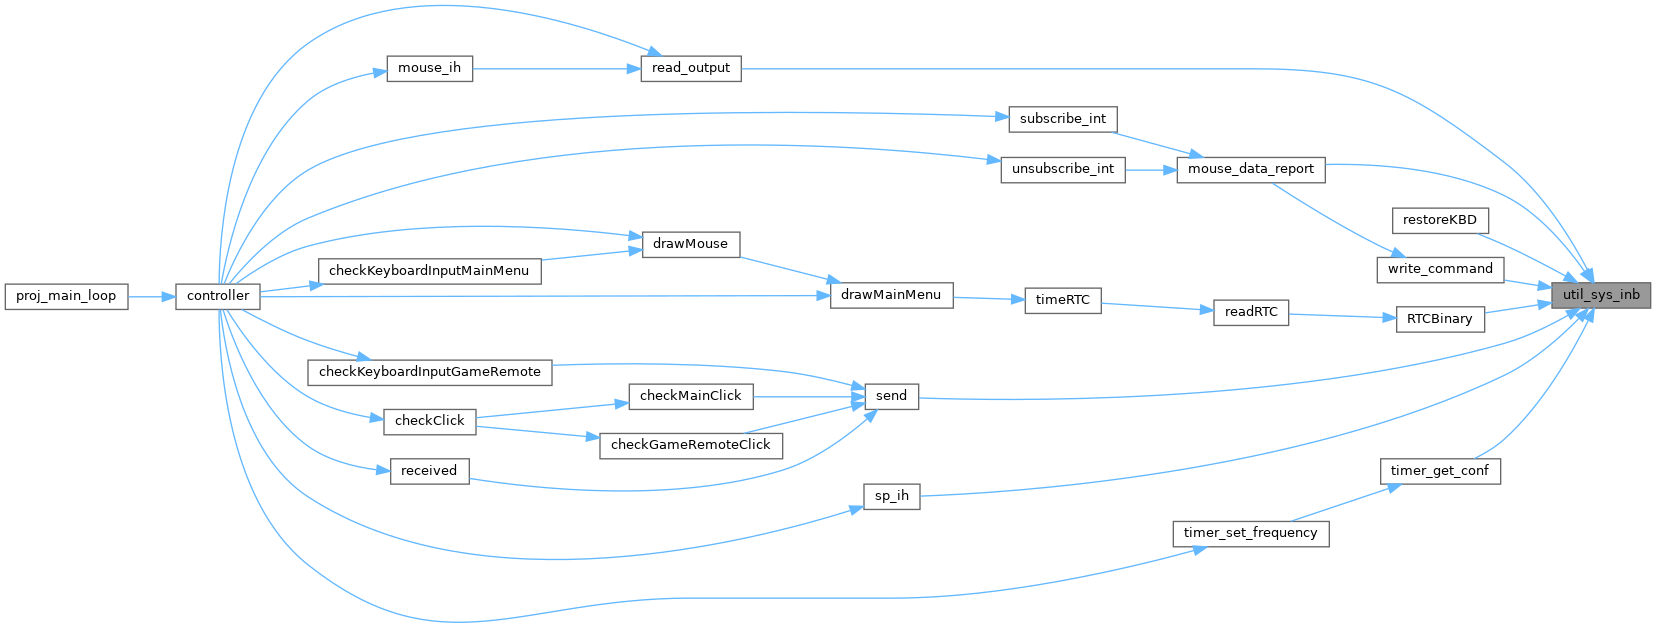 read_output
mouse_ih
subscribe_int
unsubscribe_int
mouse_data_report
restoreKBD
drawMouse
checkKeyboardInputMainMenu
write_command
proj_main_loop
controller
drawMainMenu
timeRTC
readRTC
RTCBinary
util_sys_inb
checkKeyboardInputGameRemote
checkMainClick
send
checkClick
checkGameRemoteClick
received
timer_get_conf
sp_ih
timer_set_frequency